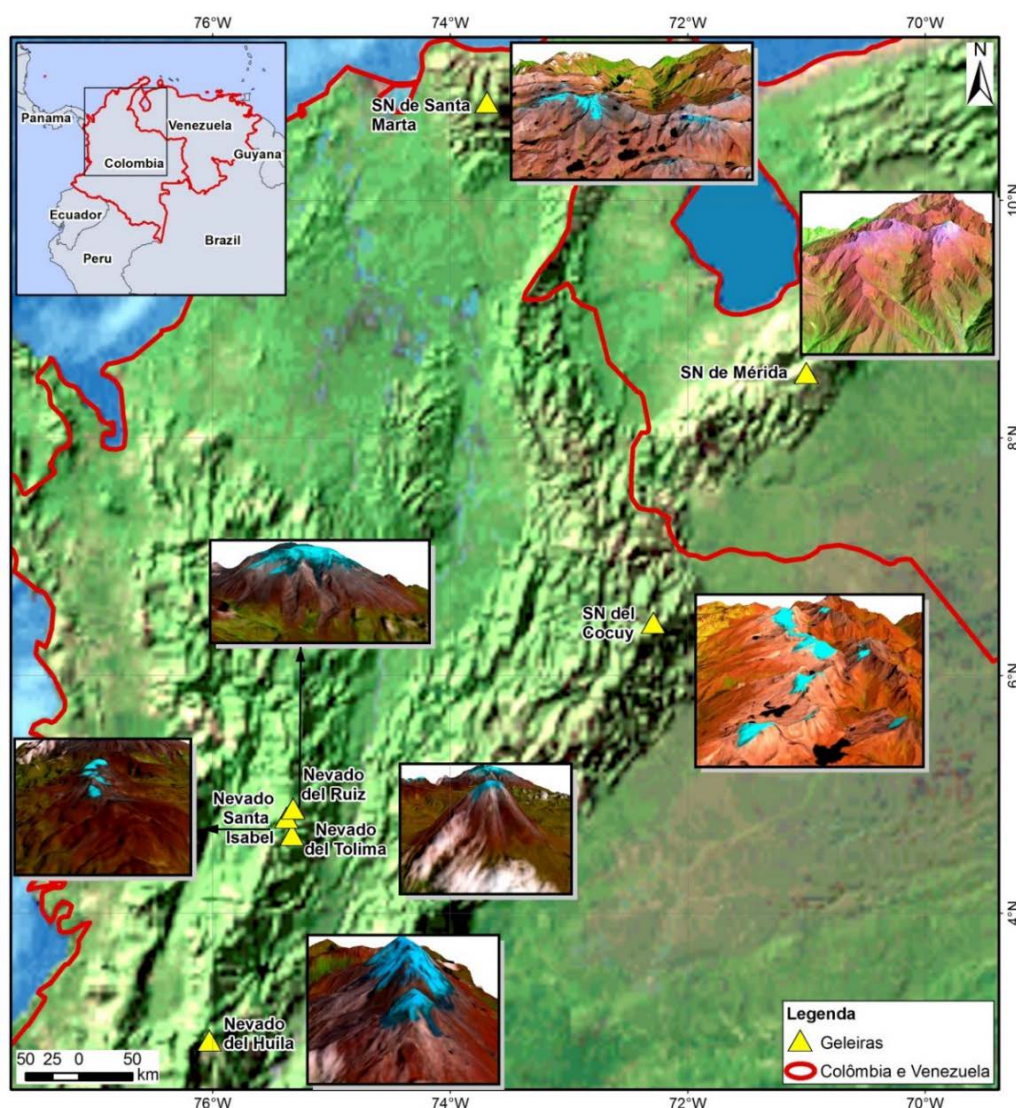 76°W
74°W
72°W
70°W
N
Panama
Venezuela
Guyana
Colombia
Ecuador
Peru
Brazil
SN de Santa
Marta
10°N
SN de Mérida
8°N
SN del
Cocuy
6°N
Nevado
del Ruiz
Nevado
Santa
Isabel
Nevado
del Tolima
4°N
Nevado
del Huila
50 25 0 50
km
Legenda
Geleiras
Colômbia e Venezuela
76°W
74°W
72°W
70°W